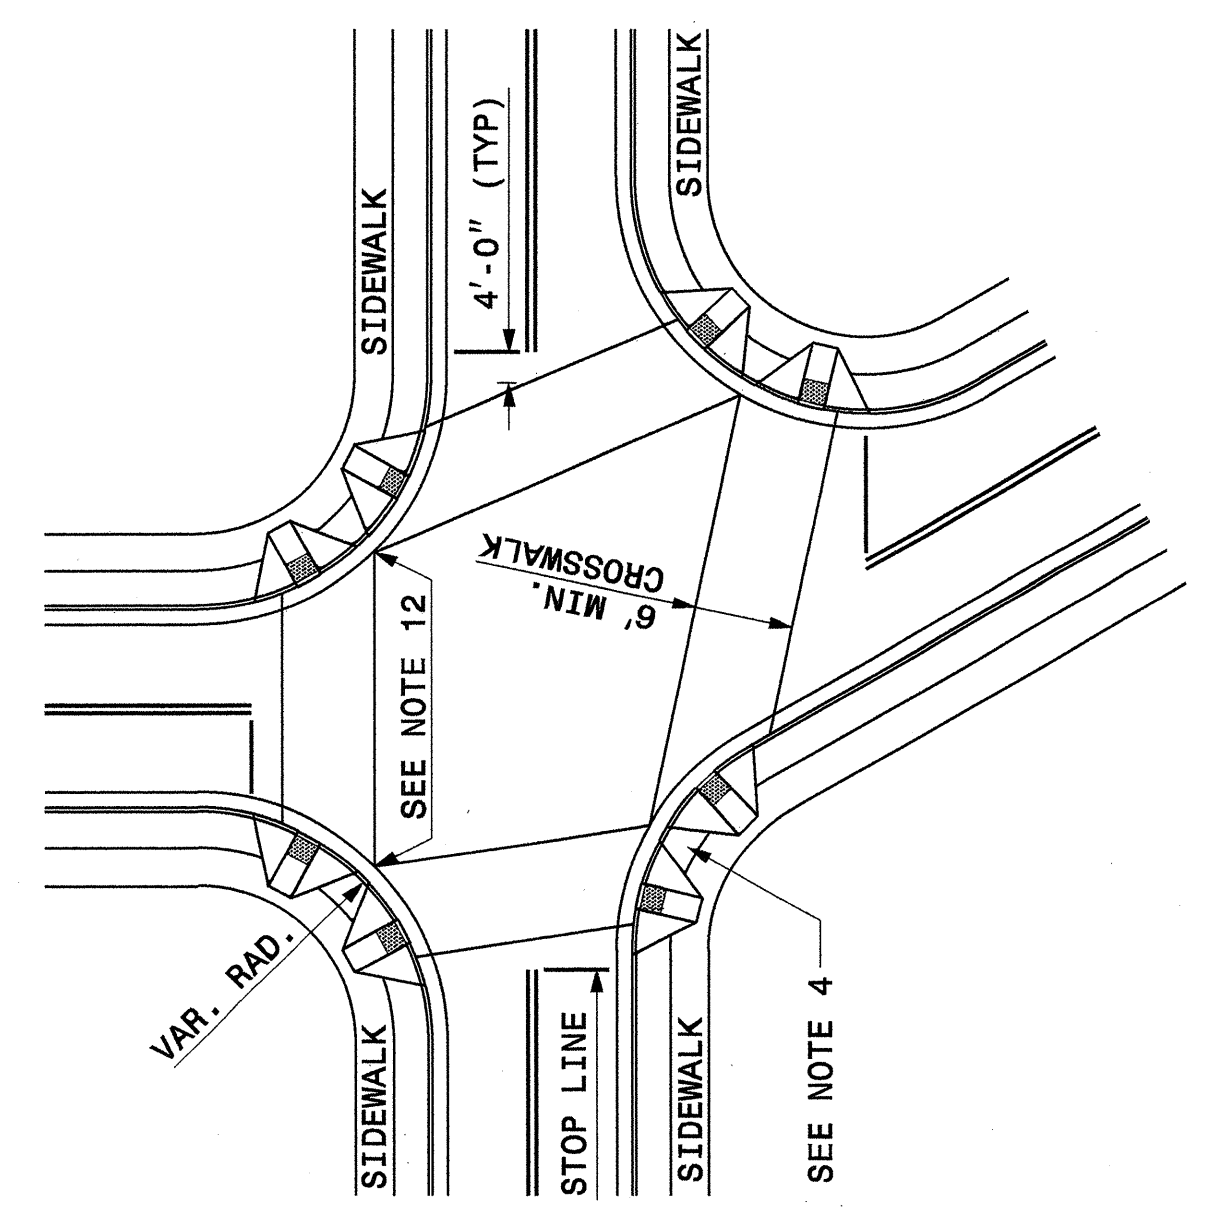 SIDEWALK
4'-0" (TYP)
SIDEWALK
6' MIN.
CROSSWALK
SEE NOTE 12
VAR. RAD.
SIDEWALK
STOP LINE
SIDEWALK
SEE NOTE 4